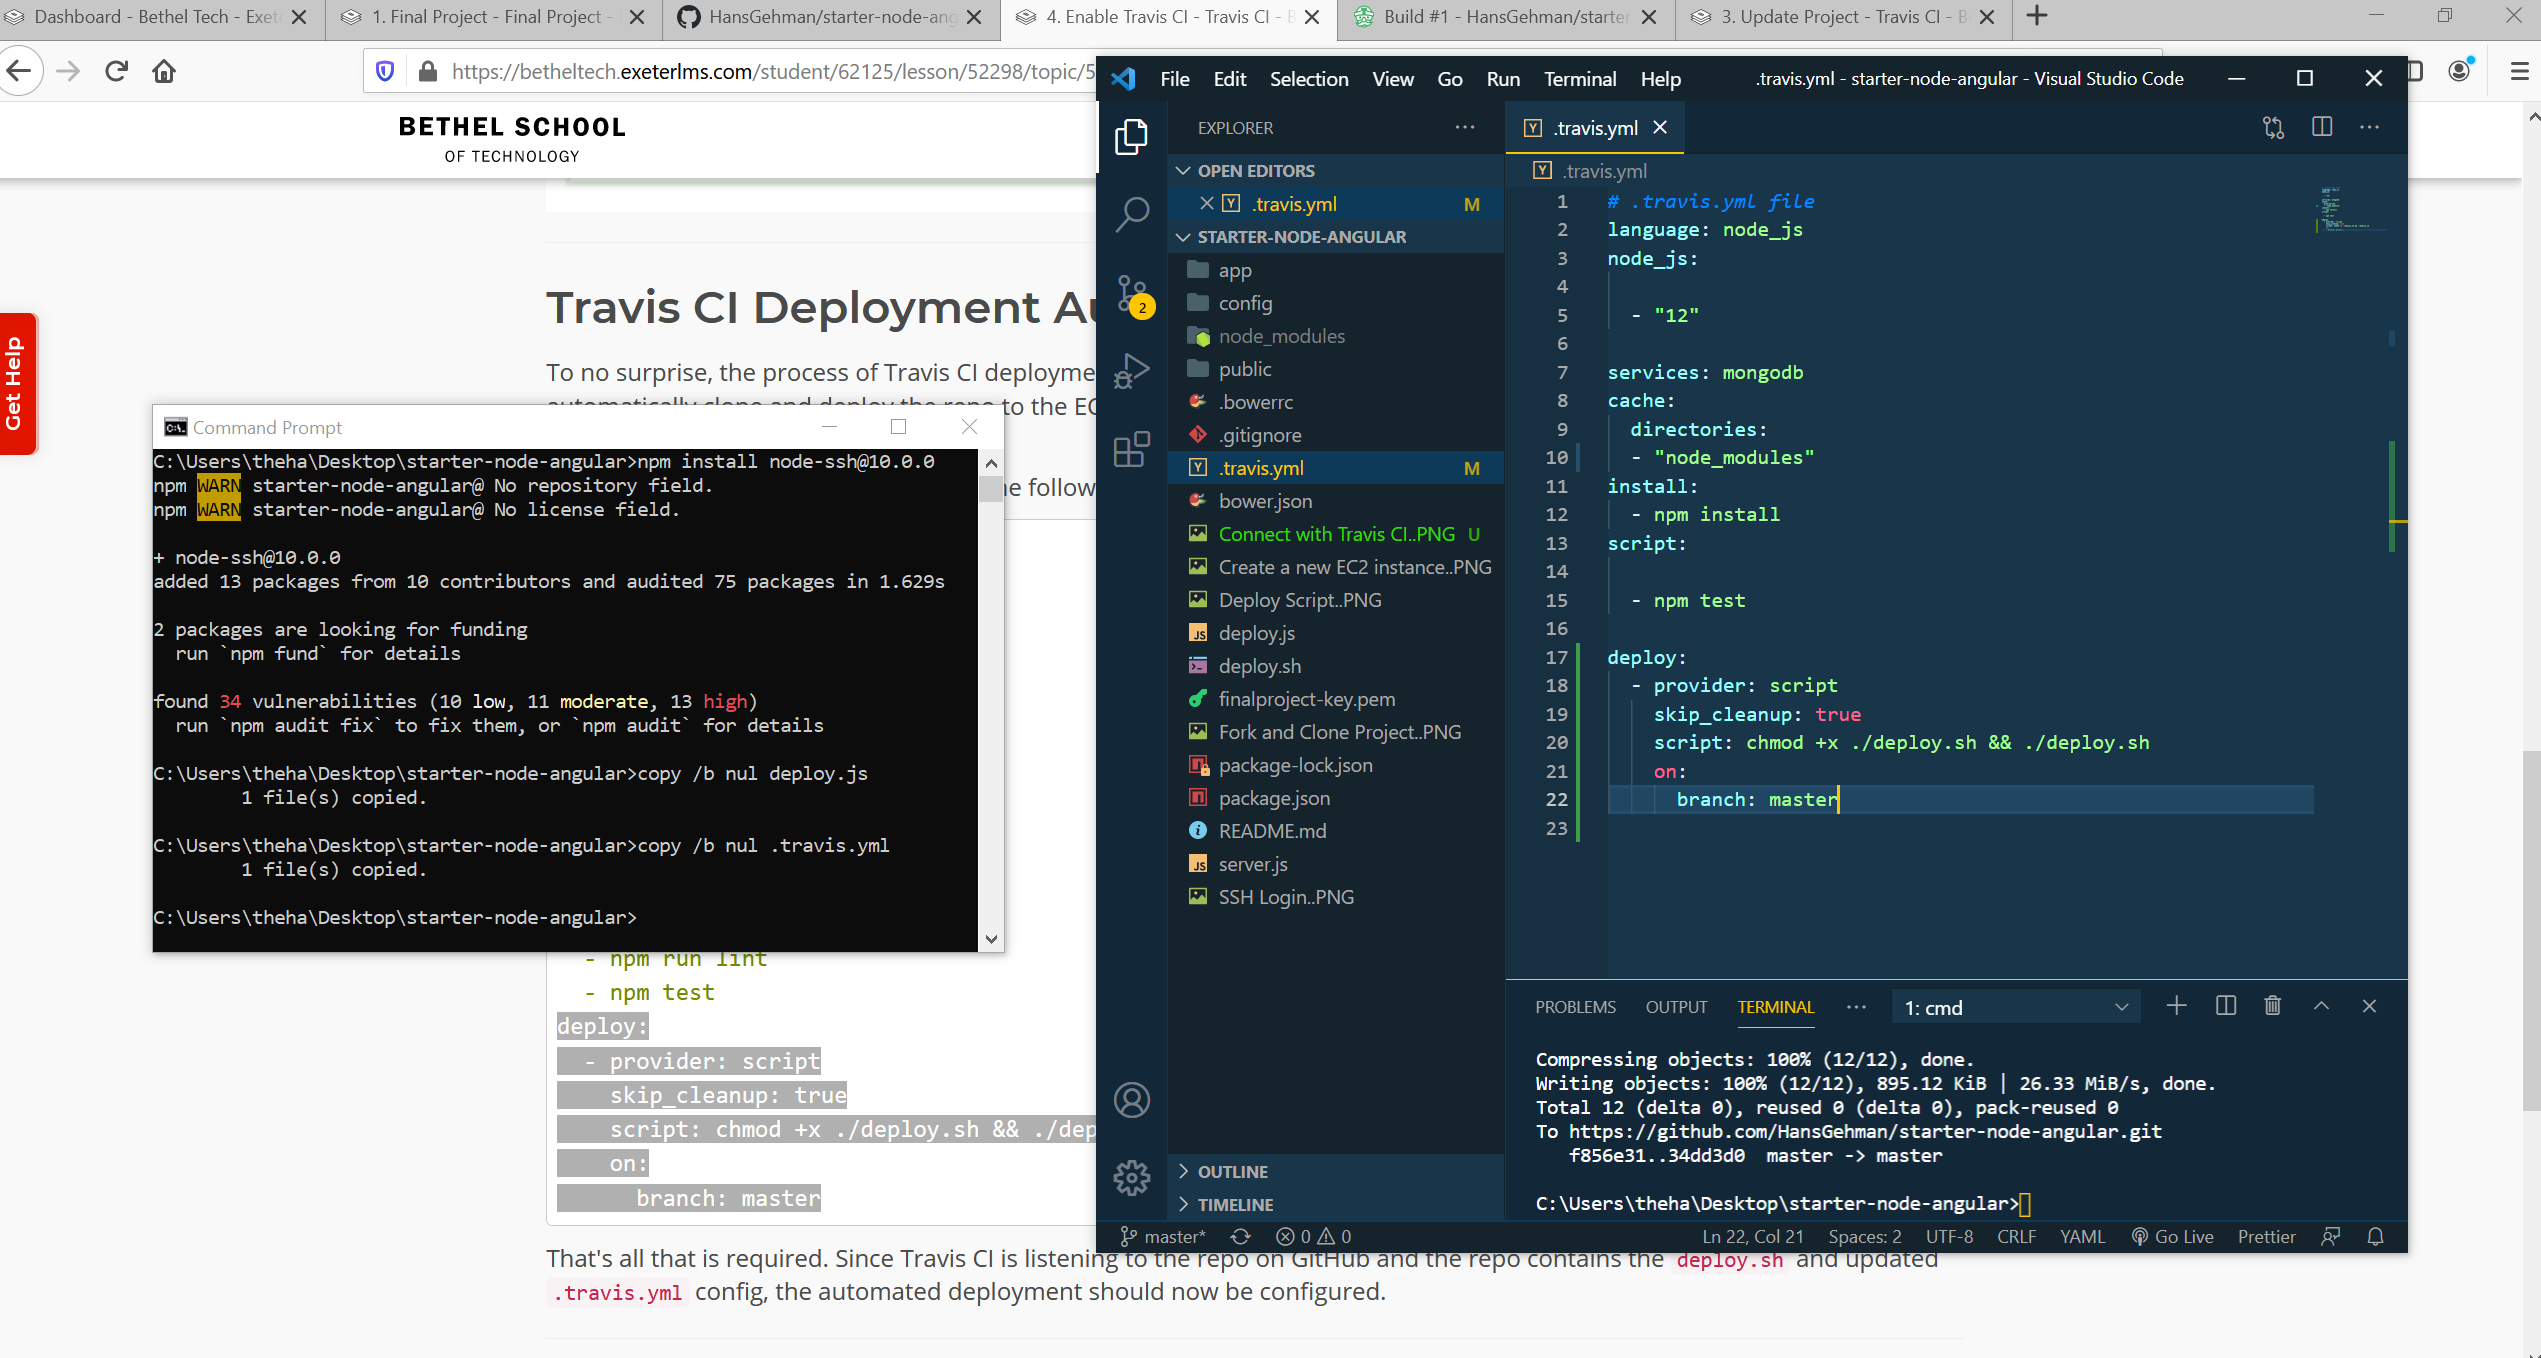 Dashboard - Bethel Tech - Exet
1. Final Project - Final Project -
HansGehman/starter-node-ang
4. Enable Travis CI - Travis CI - B
Build #1 - HansGehman/starter
3. Update Project - Travis CI - B
https://betheltech.exeterlms.com/student/62125/lesson/52298/topic/5
BETHEL SCHOOL
OF TECHNOLOGY
Get Help
Travis CI Deployment Au
To no surprise, the process of Travis CI deployme
automatically clone and deploy the repo to the EC
he follow
Command Prompt
C:\Users\theha\Desktop\starter-node-angular>npm install node-ssh@10.0.0
npm WARN starter-node-angular@ No repository field.
npm WARN starter-node-angular@ No license field.
+ node-ssh@10.0.0
added 13 packages from 10 contributors and audited 75 packages in 1.629s
2 packages are looking for funding
run `npm fund` for details
found 34 vulnerabilities (10 low, 11 moderate, 13 high)
run `npm audit fix` to fix them, or `npm audit` for details
C:\Users\theha\Desktop\starter-node-angular>copy /b nul deploy.js
1 file(s) copied.
C:\Users\theha\Desktop\starter-node-angular>copy /b nul .travis.yml
1 file(s) copied.
C:\Users\theha\Desktop\starter-node-angular>
- npm run lint
- npm test
deploy:
- provider: script
skip_cleanup: true
script: chmod +x ./deploy.sh && ./dep
on:
branch: master
That's all that is required. Since Travis CI is listening to the repo on GitHub and the repo contains the deploy.sh and updated
.travis.yml config, the automated deployment should now be configured.
File Edit Selection View Go Run Terminal Help
.travis.yml - starter-node-angular - Visual Studio Code
EXPLORER
OPEN EDITORS
.travis.yml M
STARTER-NODE-ANGULAR
app
config
node_modules
public
.bowerrc
.gitignore
.travis.yml M
bower.json
Connect with Travis CI..PNG U
Create a new EC2 instance..PNG
Deploy Script..PNG
deploy.js
deploy.sh
finalproject-key.pem
Fork and Clone Project..PNG
package-lock.json
package.json
README.md
server.js
SSH Login..PNG
OUTLINE
TIMELINE
2
.travis.yml
.travis.yml
1 # .travis.yml file
2 language: node_js
3 node_js:
4
5 - "12"
6
7 services: mongodb
8 cache:
9 directories:
10 - "node_modules"
11 install:
12 - npm install
13 script:
14
15 - npm test
16
17 deploy:
18 - provider: script
19 skip_cleanup: true
20 script: chmod +x ./deploy.sh && ./deploy.sh
21 on:
22 branch: master
23
PROBLEMS OUTPUT TERMINAL 1: cmd
Compressing objects: 100% (12/12), done.
Writing objects: 100% (12/12), 895.12 KiB | 26.33 MiB/s, done.
Total 12 (delta 0), reused 0 (delta 0), pack-reused 0
To https://github.com/HansGehman/starter-node-angular.git
f856e31..34dd3d0 master -> master
C:\Users\theha\Desktop\starter-node-angular>
master* 0 0 Ln 22, Col 21 Spaces: 2 UTF-8 CRLF YAML Go Live Prettier